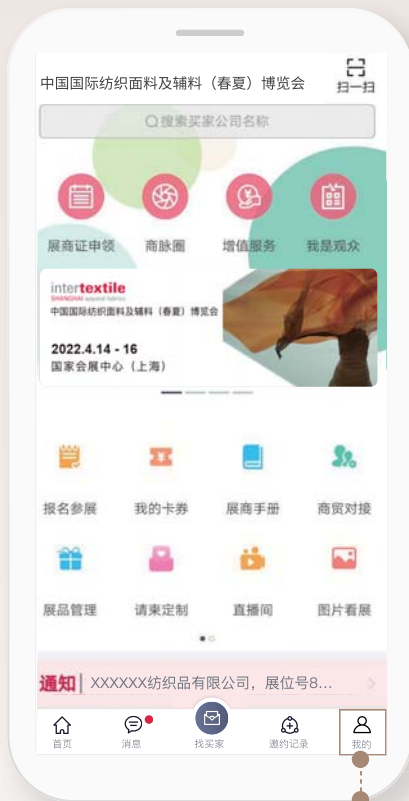 中国国际纺织面料及辅料（春夏）博览会
扫一扫
搜索买家公司名称
展商证申领 商脉圈 增值服务 我是观众
intertextile
SHANGHAI apparel fabrics
中国国际纺织面料及辅料（春夏）博览会
2022.4.14 - 16
国家会展中心（上海）
报名参展 我的卡券 展商手册 商贸对接
展品管理 请柬定制 直播间 图片看展
通知 XXXXXX纺织品有限公司，展位号8...
首页 消息 找买家 邀约记录 我的